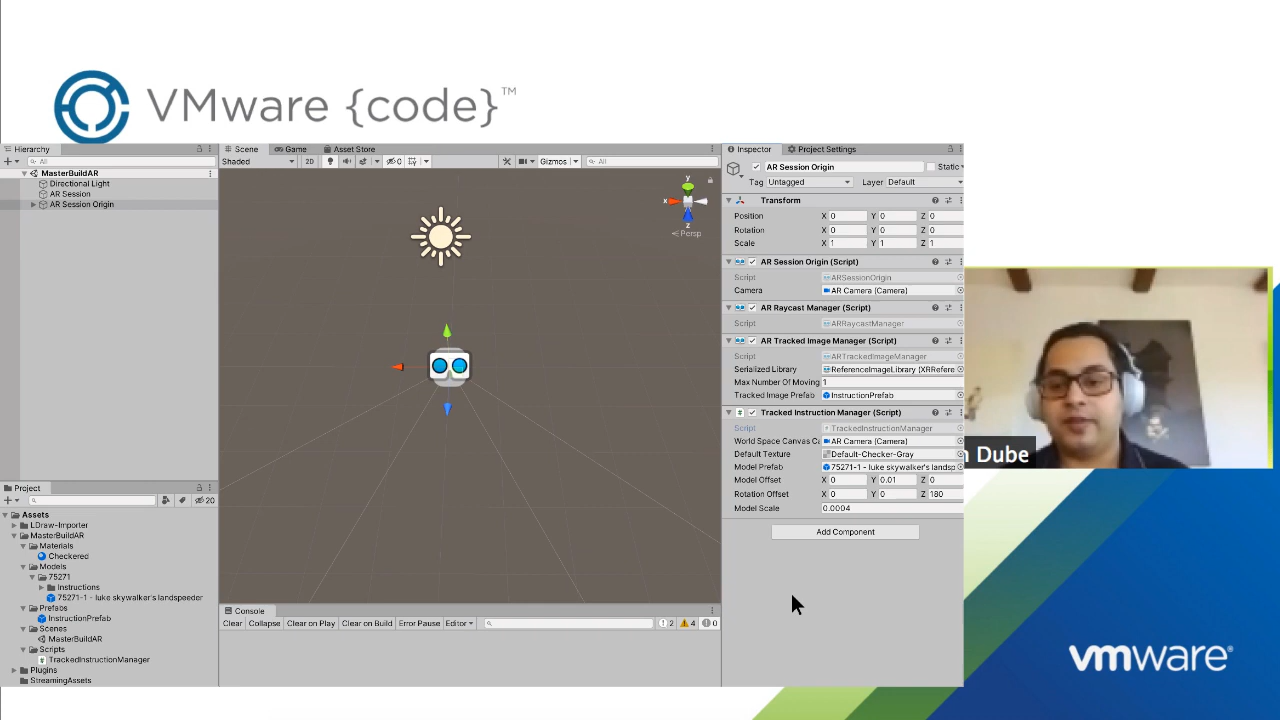 VMware {code}™
Hierarchy
All
MasterBuildAR
Directional Light
AR Session
AR Session Origin
Scene
Game
Asset Store
Shaded
2D
0
Gizmos
All
y
x
z
Persp
Inspector
Project Settings
AR Session Origin
Static
Tag Untagged
Layer Default
Transform
Position X 0 Y 0 Z 0
Rotation X 0 Y 0 Z 0
Scale X 1 Y 1 Z 1
AR Session Origin (Script)
Script ARSessionOrigin
Camera AR Camera (Camera)
AR Raycast Manager (Script)
Script ARRaycastManager
AR Tracked Image Manager (Script)
Script ARTrackedImageManager
Serialized Library ReferenceImageLibrary (XRRefere
Max Number Of Moving 1
Tracked Image Prefab InstructionPrefab
Tracked Instruction Manager (Script)
Script TrackedInstructionManager
World Space Canvas Ca AR Camera (Camera)
Default Texture Default-Checker-Gray
Model Prefab 75271-1 - luke skywalker's landsp
Model Offset X 0 Y 0.01 Z 0
Rotation Offset X 0 Y 0 Z 180
Model Scale 0.0004
Add Component
Project
20
Assets
LDraw-Importer
MasterBuildAR
Materials
Checkered
Models
75271
Instructions
75271-1 - luke skywalker's landspeeder
Prefabs
InstructionPrefab
Scenes
MasterBuildAR
Scripts
TrackedInstructionManager
Plugins
StreamingAssets
Console
Clear Collapse Clear on Play Clear on Build Error Pause Editor
2 4 0
Dube
vmware®